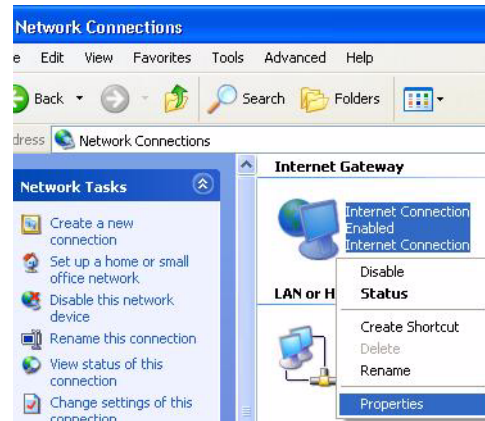 Network Connections
e Edit View Favorites Tools Advanced Help
Back Search Folders
dress Network Connections
Network Tasks
Create a new
connection
Set up a home or small
office network
Disable this network
device
Rename this connection
View status of this
connection
Change settings of this
connection
Internet Gateway
Internet Connection
Enabled
Internet Connection
LAN or H
Disable
Status
Create Shortcut
Delete
Rename
Properties